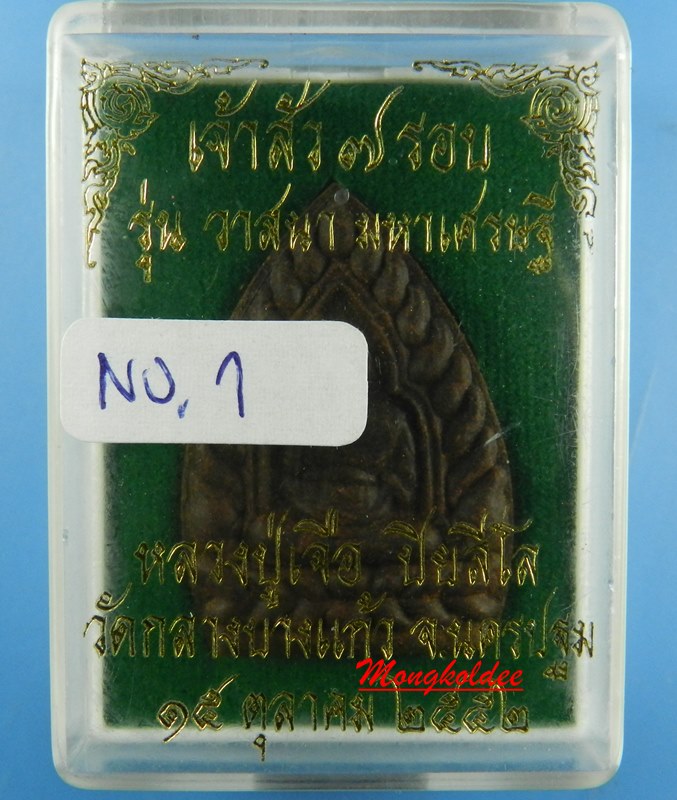 เจ้าสัว ๗ รอบ
รุ่น วาสนา มหาเศรษฐี
NO. 1
หลวงปู่เจือ ปิยสีโล
วัดกลางบางแก้ว จ.นครปฐม
Mongkoldee
๑๕ ตุลาคม ๒๕๕๒